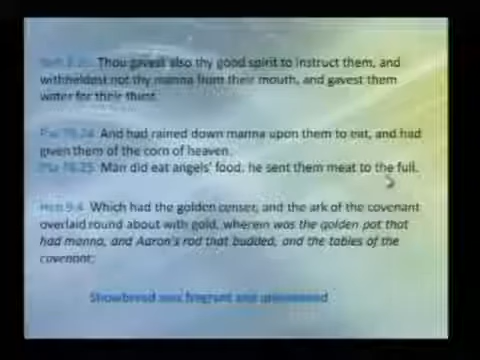 Thou gavest also thy good spirit to instruct them, and
withheldest not thy manna from their mouth, and gavest them
water for their thirst.
And had rained down manna upon them to eat, and had
given them of the corn of heaven.
Man did eat angels' food, he sent them meat to the full.
Heb 9:4 Which had the golden censer, and the ark of the covenant
overlaid round about with gold, wherein was the golden pot that
had manna, and Aaron's rod that budded, and the tables of the
covenant;
Showbread was fragrant and